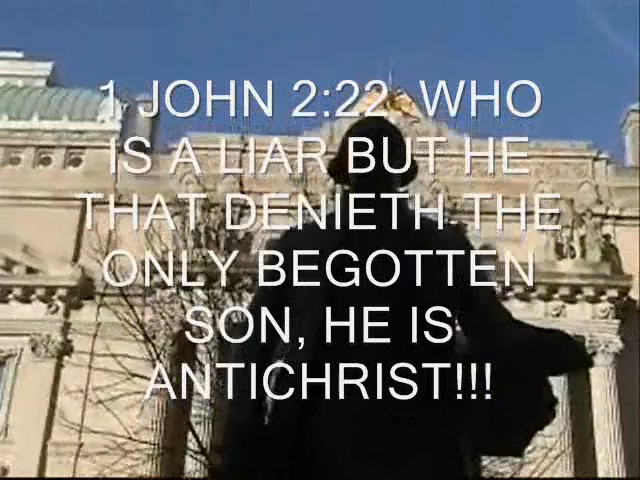 1 JOHN 2:22  WHO
IS A LIAR BUT HE
THAT DENIETH THE
ONLY BEGOTTEN
SON, HE IS
ANTICHRIST!!!